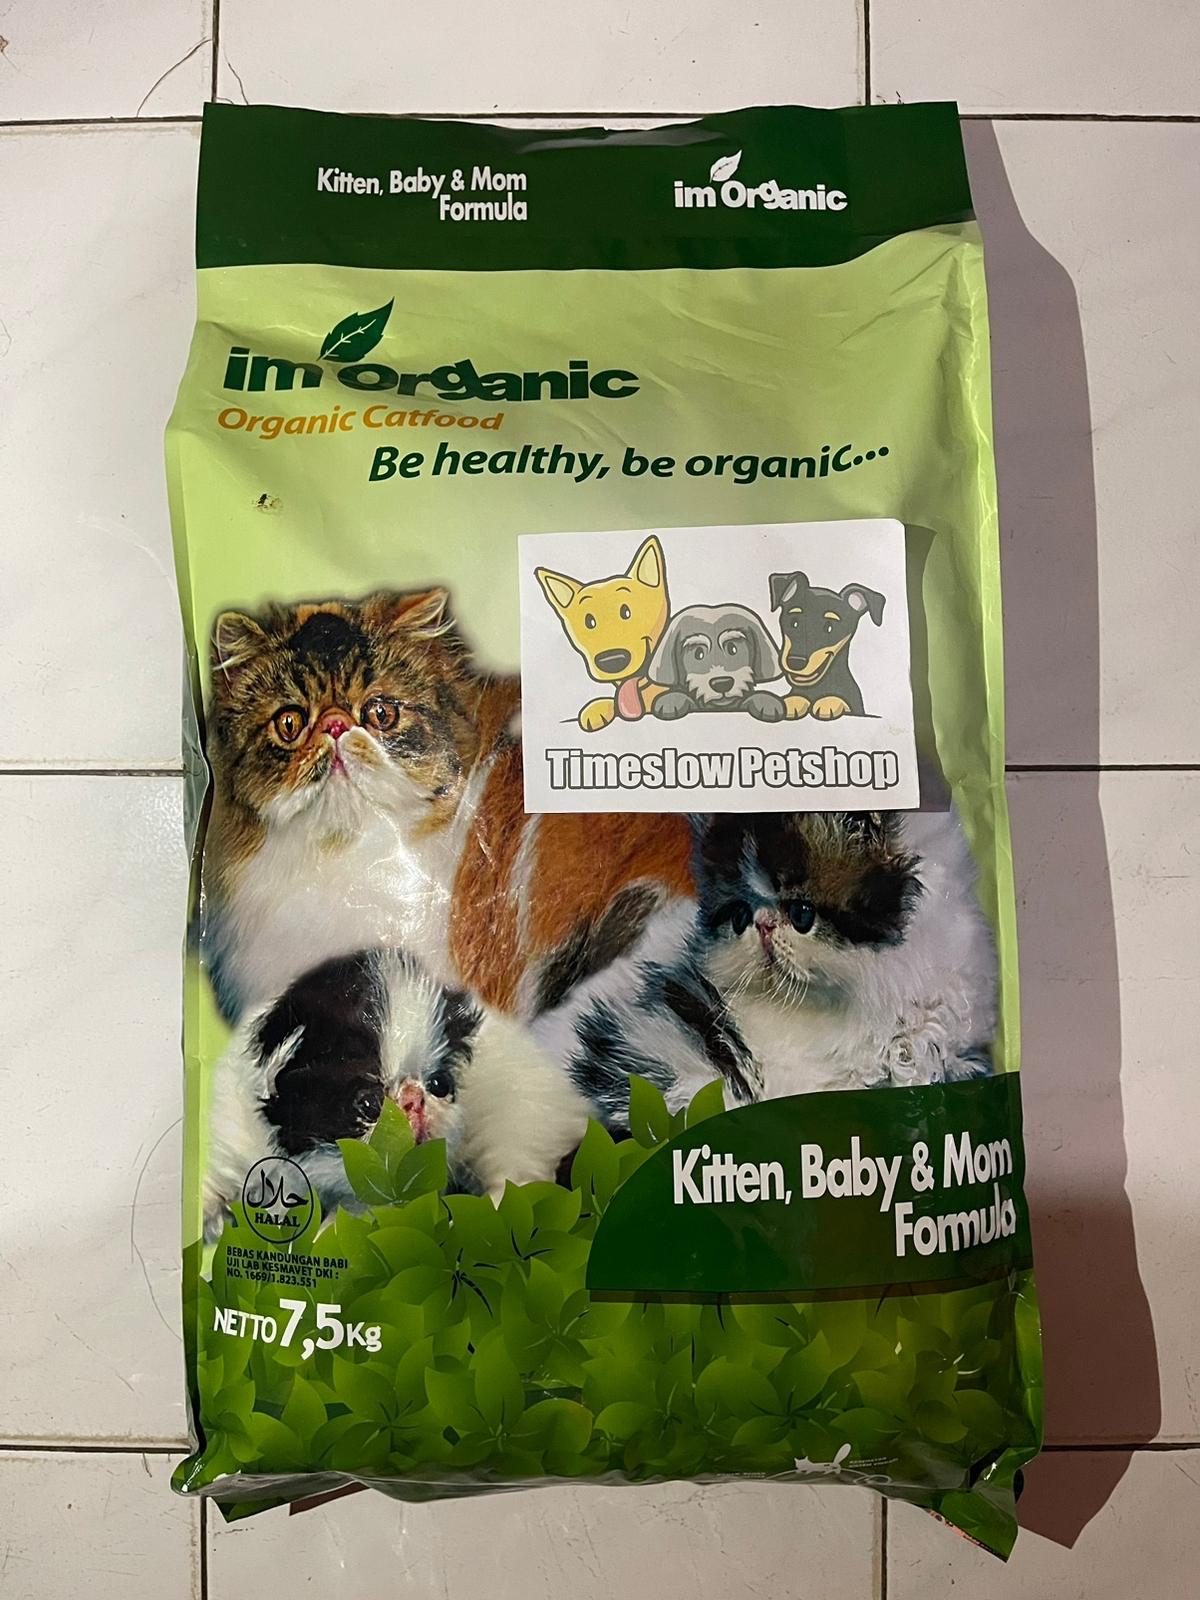 Kitten, Baby & Mom
Formula
im Organic
im organic
Organic Catfood
Be healthy, be organic...
Timeslow Petshop
Kitten, Baby & Mom
Formula
حلال
HALAL
BEBAS KANDUNGAN BABI
UJI LAB KESMAVET DKI :
NO. 1669/1.823.551
NETTO 7,5Kg